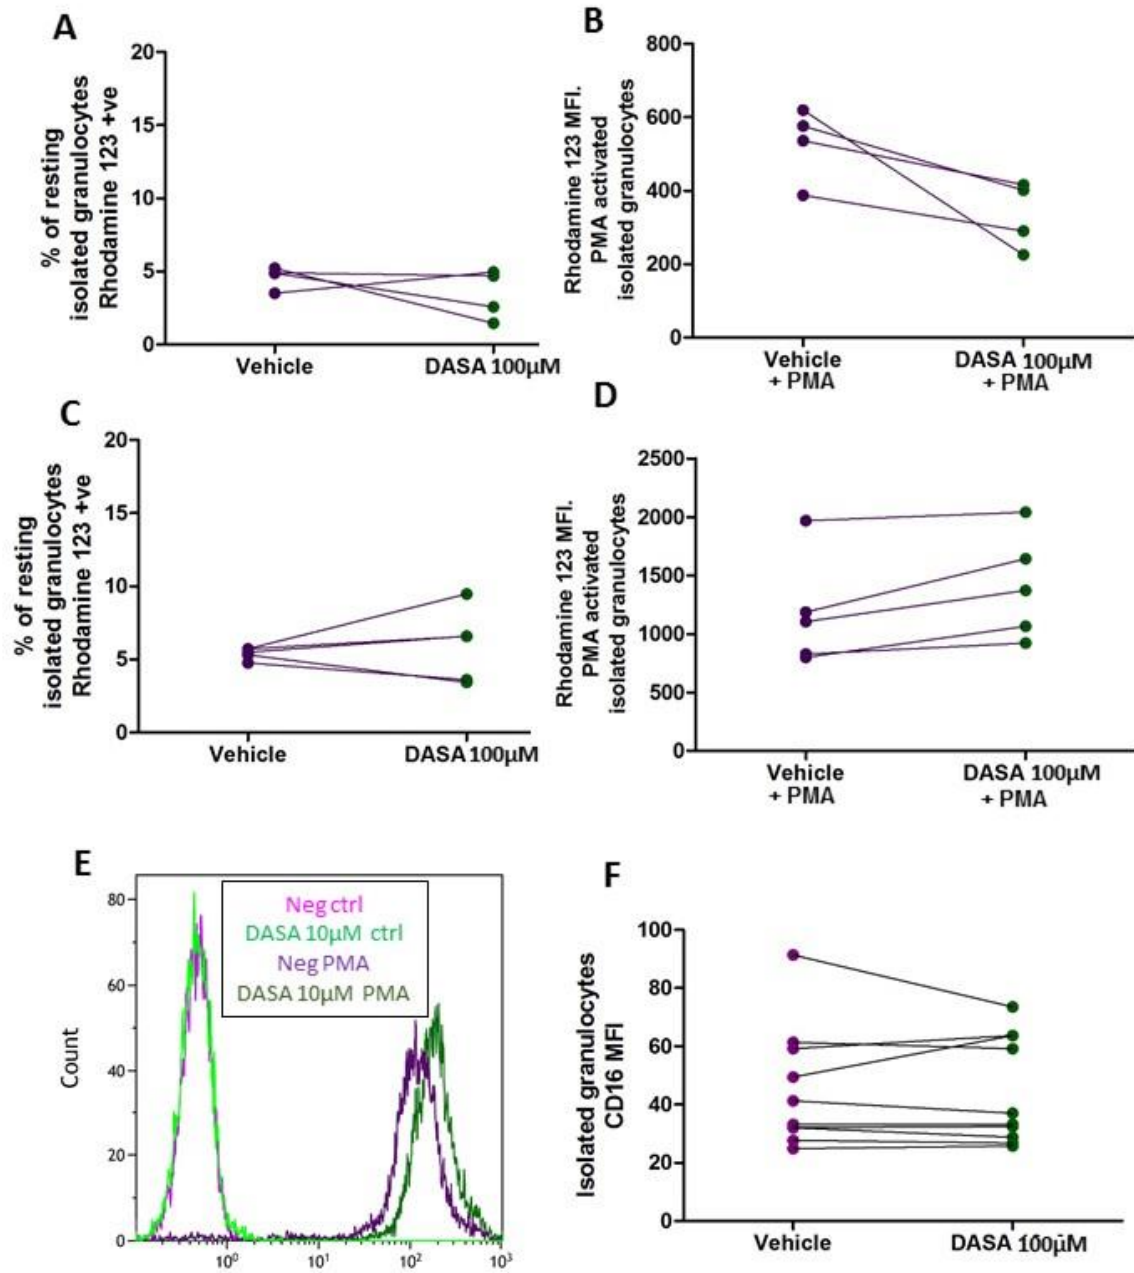 A
20
15
10
5
0
% of resting
isolated granulocytes
Rhodamine 123 +ve
Vehicle
DASA 100µM
B
800
600
400
200
0
Rhodamine 123 MFI.
PMA activated
isolated granulocytes
Vehicle
+ PMA
DASA 100µM
+ PMA
C
20
15
10
5
0
% of resting
isolated granulocytes
Rhodamine 123 +ve
Vehicle
DASA 100µM
D
2500
2000
1500
1000
500
0
Rhodamine 123 MFI.
PMA activated
isolated granulocytes
Vehicle
+ PMA
DASA 100µM
+ PMA
E
80
60
40
20
0
Count
Neg ctrl
DASA 10µM ctrl
Neg PMA
DASA 10µM PMA
10⁰
10¹
10²
10³
F
100
80
60
40
20
0
Isolated granulocytes
CD16 MFI
Vehicle
DASA 100µM